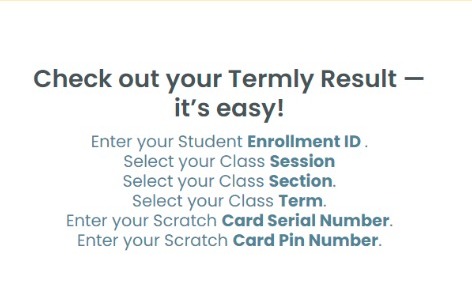 Check out your Termly Result —
it’s easy!
Enter your Student Enrollment ID .
Select your Class Session
Select your Class Section.
Select your Class Term.
Enter your Scratch Card Serial Number.
Enter your Scratch Card Pin Number.